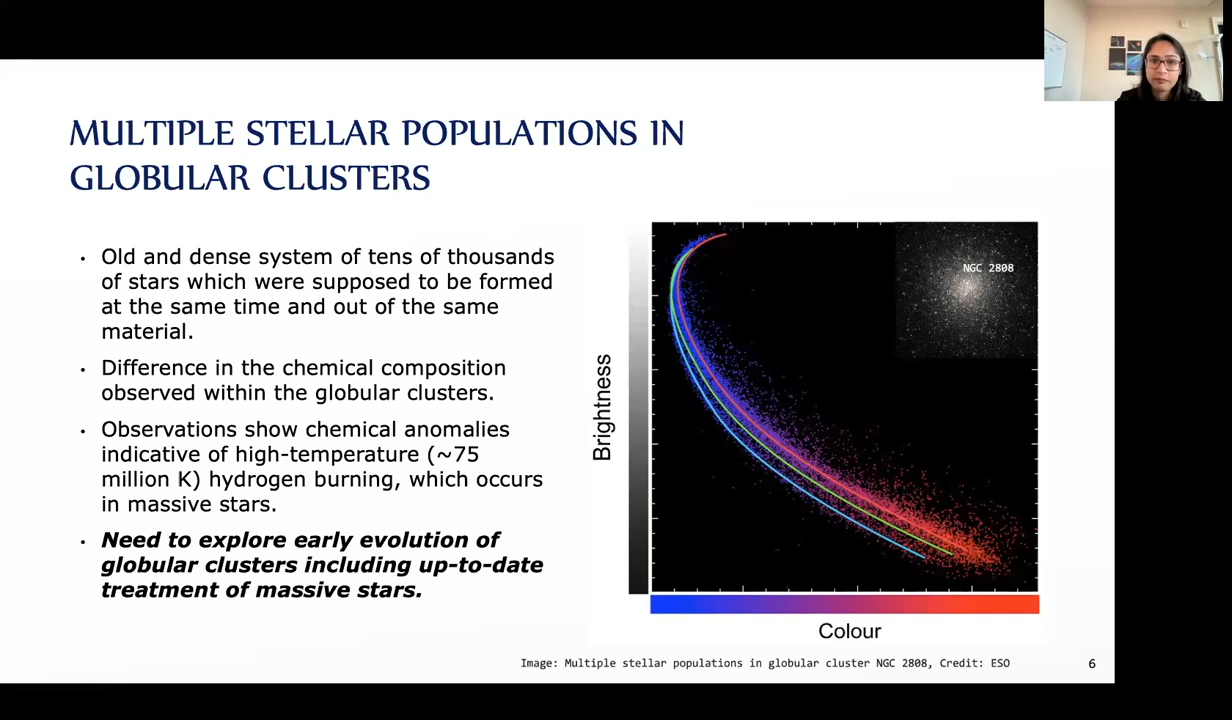 MULTIPLE STELLAR POPULATIONS IN
GLOBULAR CLUSTERS
• Old and dense system of tens of thousands
of stars which were supposed to be formed
at the same time and out of the same
material.
• Difference in the chemical composition
observed within the globular clusters.
• Observations show chemical anomalies
indicative of high-temperature (~75
million K) hydrogen burning, which occurs
in massive stars.
• Need to explore early evolution of
globular clusters including up-to-date
treatment of massive stars.
NGC 2808
Brightness
Colour
Image: Multiple stellar populations in globular cluster NGC 2808, Credit: ESO
6